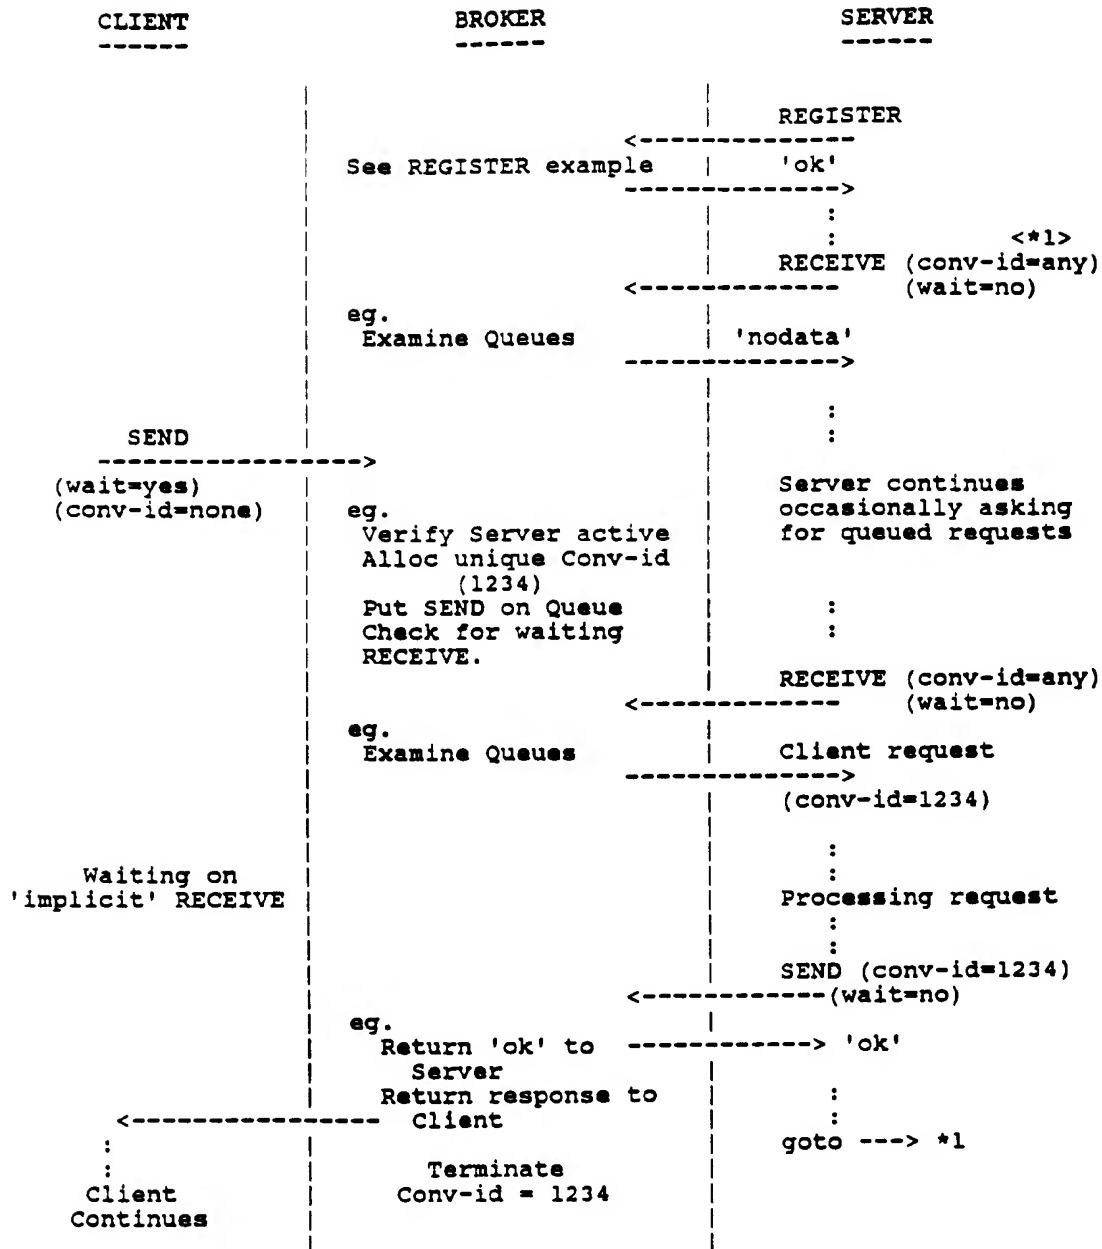 CLIENT BROKER SERVER
------ ------ ------
REGISTER
<---------------
See REGISTER example 'ok'
--------------->
:
: <*1>
RECEIVE (conv-id=any)
<-------------- (wait=no)
eg.
Examine Queues 'nodata'
--------------->
:
:
SEND
------------------>
(wait=yes) Server continues
(conv-id=none) eg. occasionally asking
Verify Server active for queued requests
Alloc unique Conv-id
(1234)
Put SEND on Queue :
Check for waiting :
RECEIVE.
RECEIVE (conv-id=any)
<-------------- (wait=no)
eg.
Examine Queues Client request
--------------->
(conv-id=1234)
:
Waiting on :
'implicit' RECEIVE Processing request
:
:
SEND (conv-id=1234)
<-------------(wait=no)
eg.
Return 'ok' to -------------> 'ok'
Server
Return response to :
<----------------- Client :
: goto ---> *1
: Terminate
Client Conv-id = 1234
Continues